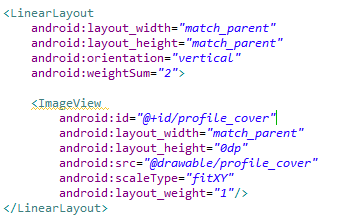 <LinearLayout
android:layout_width="match_parent"
android:layout_height="match_parent"
android:orientation="vertical"
android:weightSum="2">
<ImageView
android:id="@+id/profile_cover"
android:layout_width="match_parent"
android:layout_height="0dp"
android:src="@drawable/profile_cover"
android:scaleType="fitXY"
android:layout_weight="1"/>
</LinearLayout>